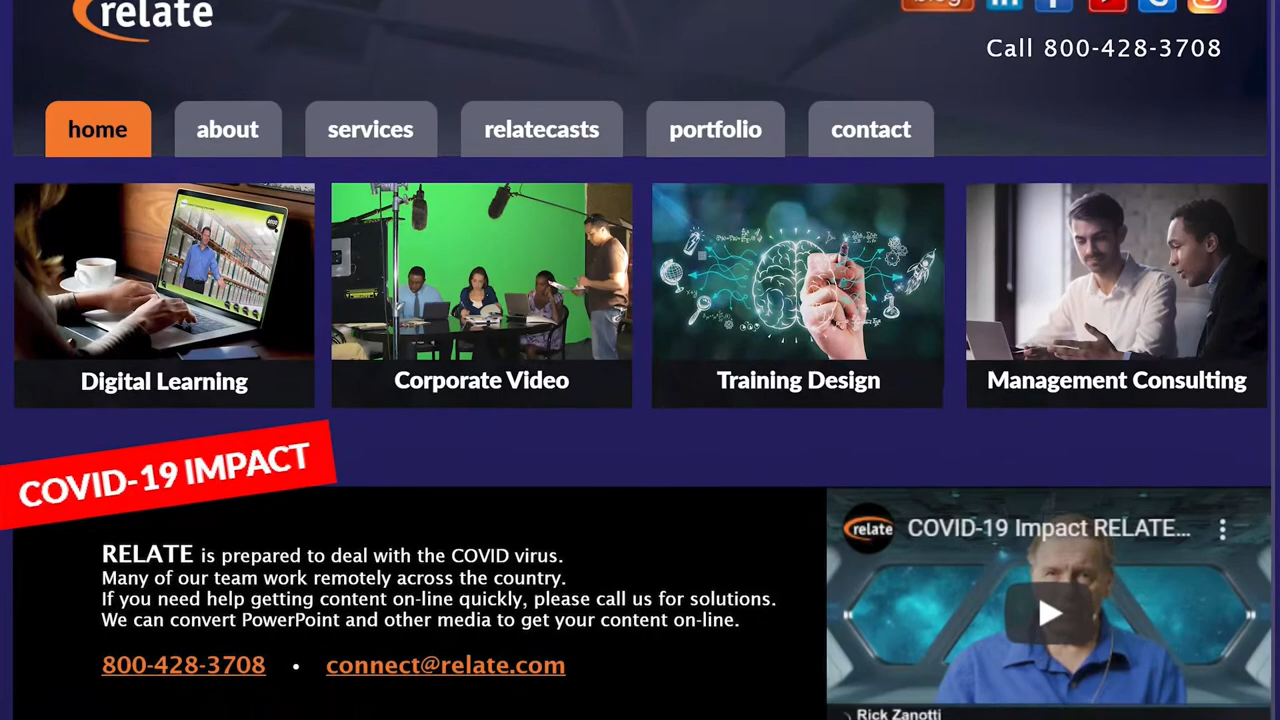 relate
blog
Call 800-428-3708
home
about
services
relatecasts
portfolio
contact
Digital Learning
Corporate Video
Training Design
Management Consulting
COVID-19 IMPACT
RELATE is prepared to deal with the COVID virus.
Many of our team work remotely across the country.
If you need help getting content on-line quickly, please call us for solutions.
We can convert PowerPoint and other media to get your content on-line.
800-428-3708 • connect@relate.com
relate
COVID-19 Impact RELATE...
Rick Zanotti